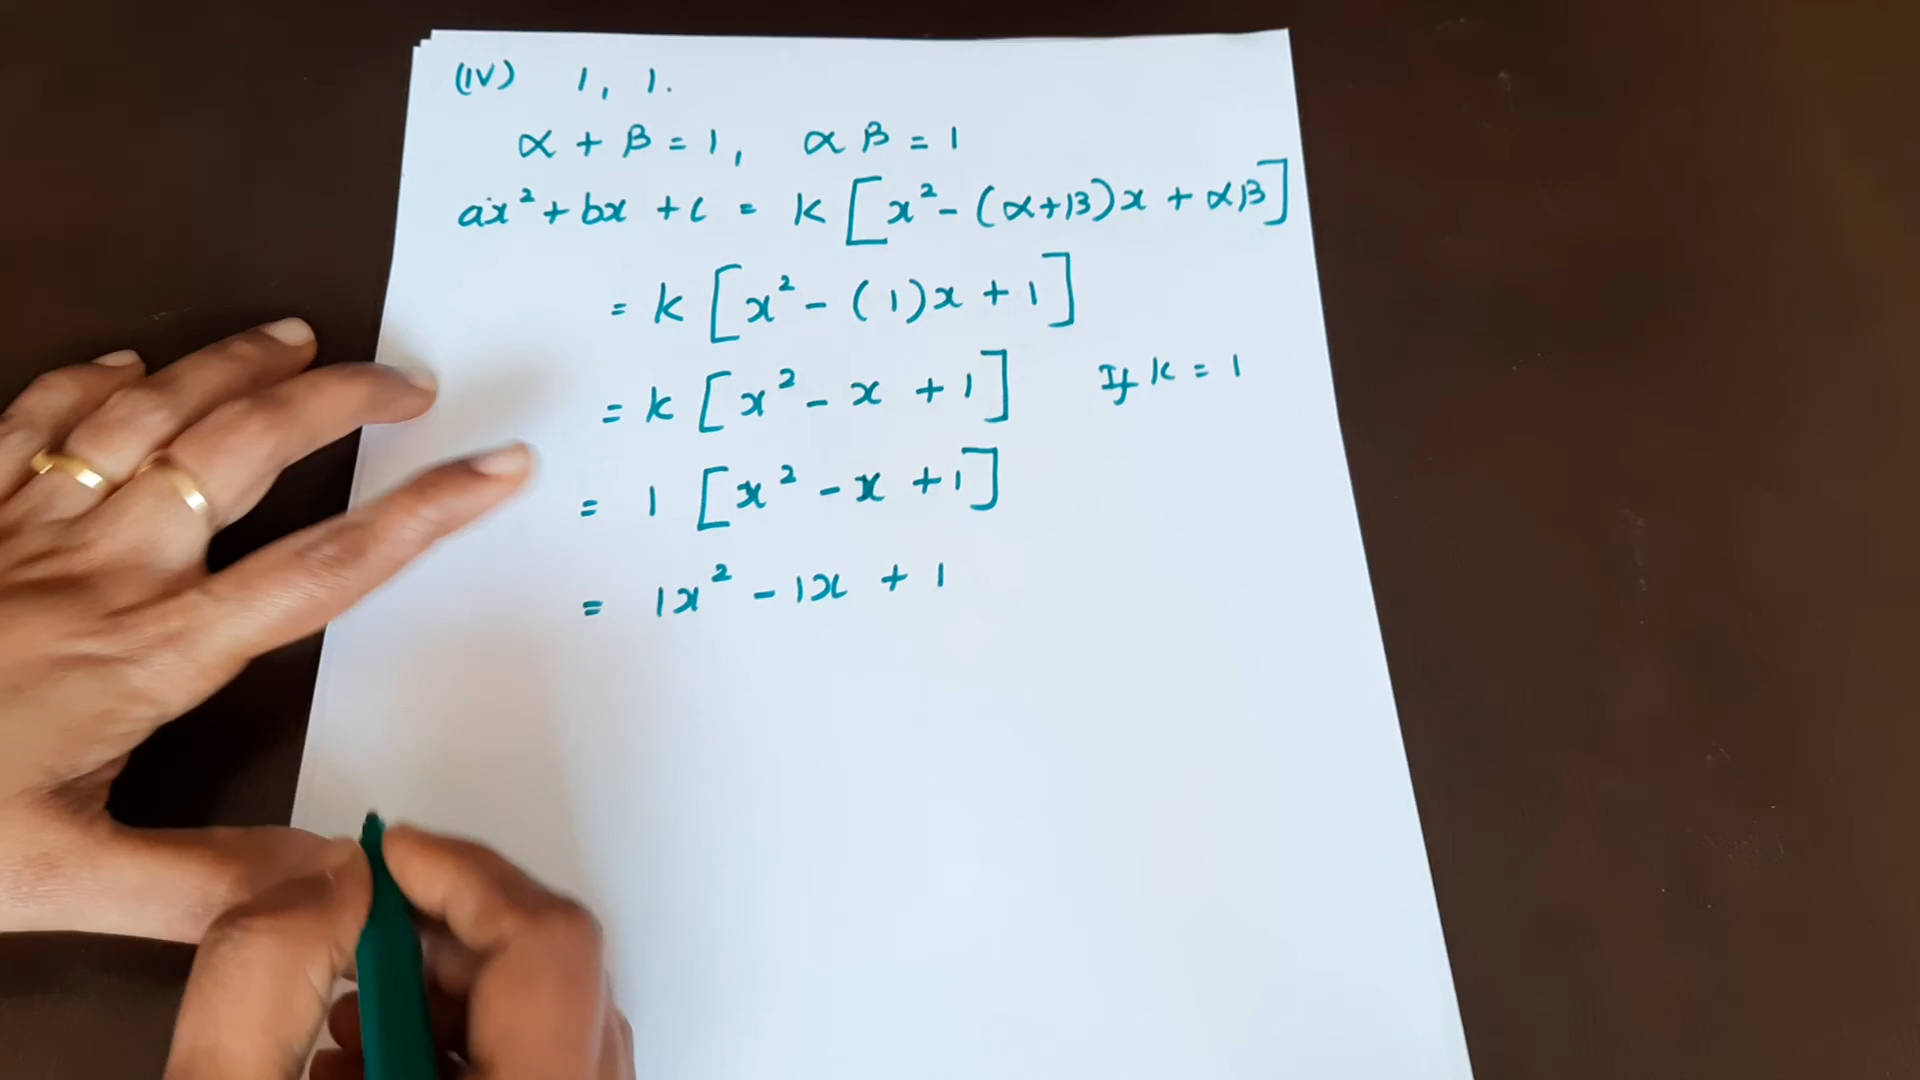 (IV) 1, 1.
α + β = 1, αβ = 1
ax² + bx + c = k [x² - (α+β)x + αβ]
= k [x² - (1)x + 1]
= k [x² - x + 1] If k = 1
= 1 [x² - x + 1]
= 1x² - 1x + 1